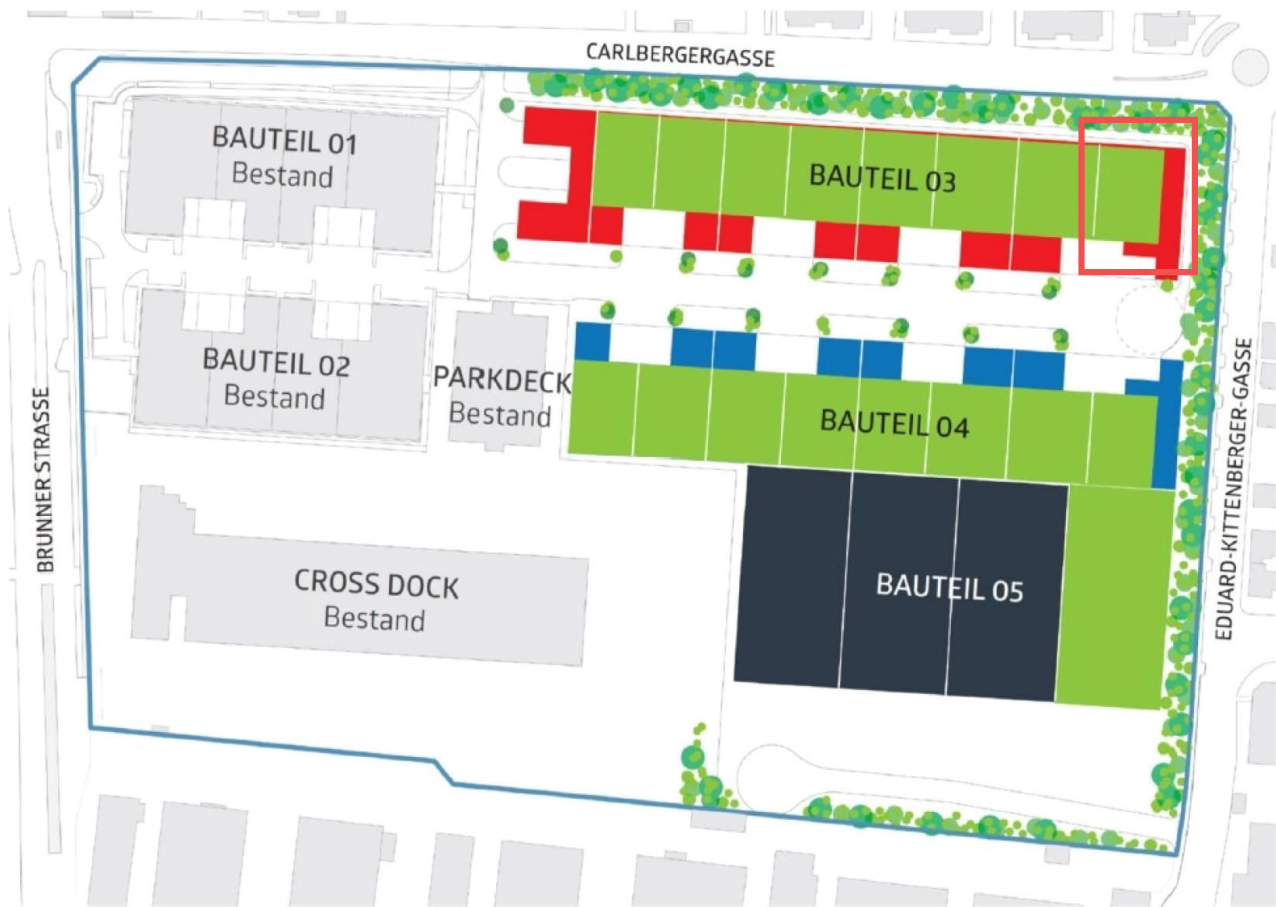 CARLBERGERGASSE
BAUTEIL 01
Bestand
BAUTEIL 03
BAUTEIL 02
Bestand
PARKDECK
Bestand
BAUTEIL 04
BRUNNER STRASSE
EDUARD-KITTENBERGER-GASSE
CROSS DOCK
Bestand
BAUTEIL 05